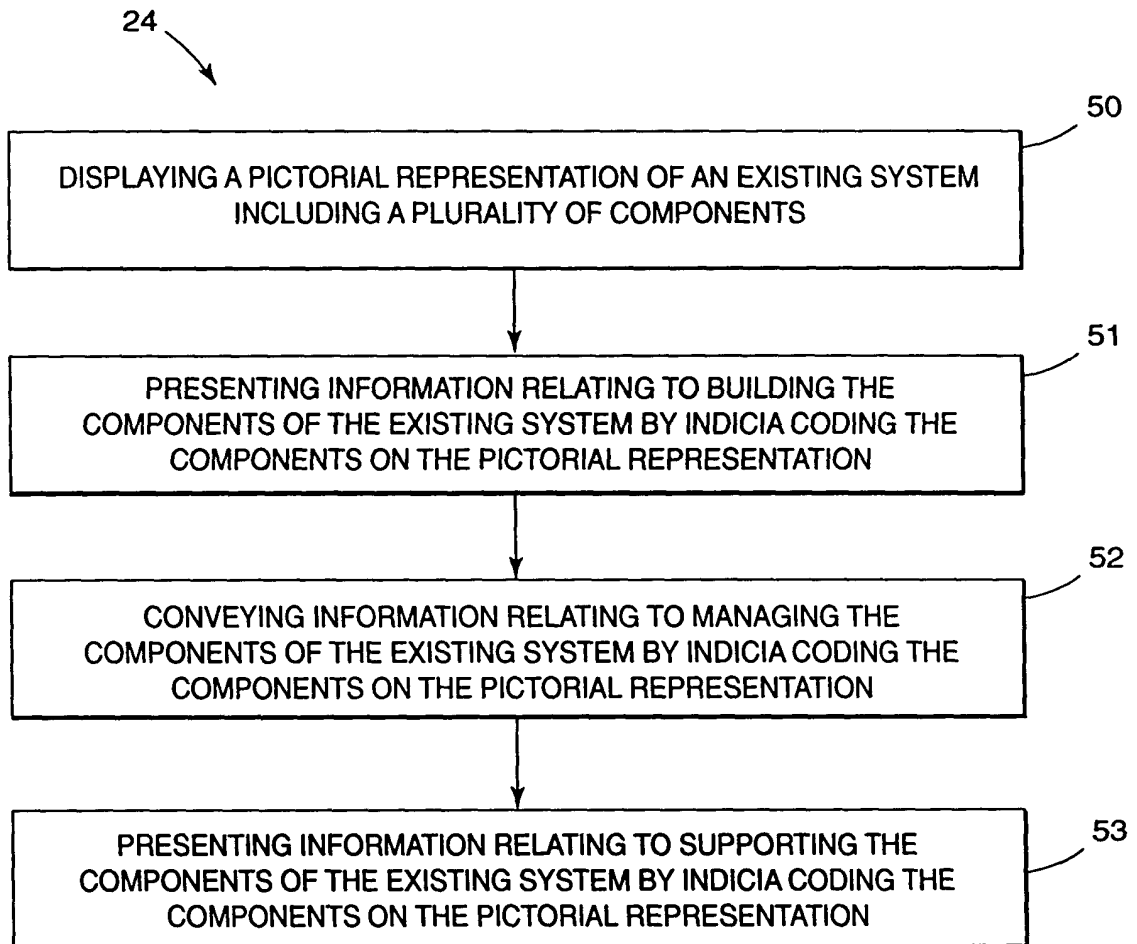 24
50
DISPLAYING A PICTORIAL REPRESENTATION OF AN EXISTING SYSTEM
INCLUDING A PLURALITY OF COMPONENTS
51
PRESENTING INFORMATION RELATING TO BUILDING THE
COMPONENTS OF THE EXISTING SYSTEM BY INDICIA CODING THE
COMPONENTS ON THE PICTORIAL REPRESENTATION
52
CONVEYING INFORMATION RELATING TO MANAGING THE
COMPONENTS OF THE EXISTING SYSTEM BY INDICIA CODING THE
COMPONENTS ON THE PICTORIAL REPRESENTATION
53
PRESENTING INFORMATION RELATING TO SUPPORTING THE
COMPONENTS OF THE EXISTING SYSTEM BY INDICIA CODING THE
COMPONENTS ON THE PICTORIAL REPRESENTATION